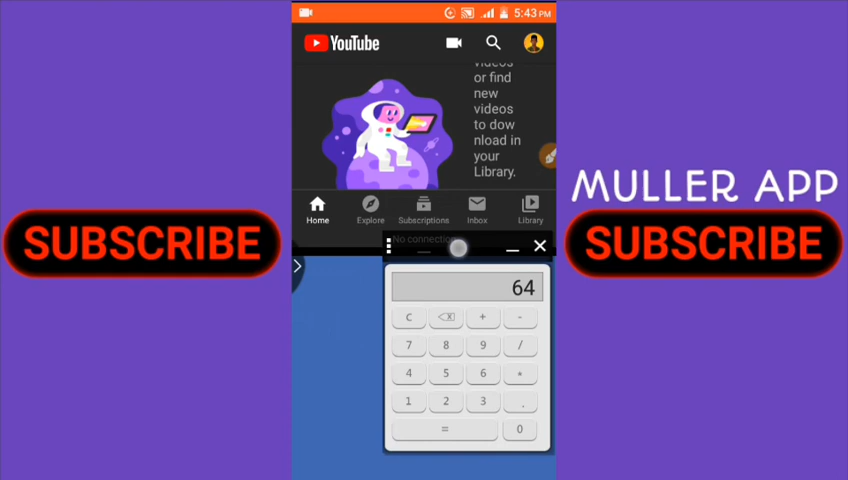 5:43 PM
YouTube
videos
or find
new
videos
to dow
nload in
your
Library.
Home
Explore
Subscriptions
Inbox
Library
No connection
MULLER APP
SUBSCRIBE
SUBSCRIBE
64
C
+
-
7
8
9
/
4
5
6
*
1
2
3
.
=
0